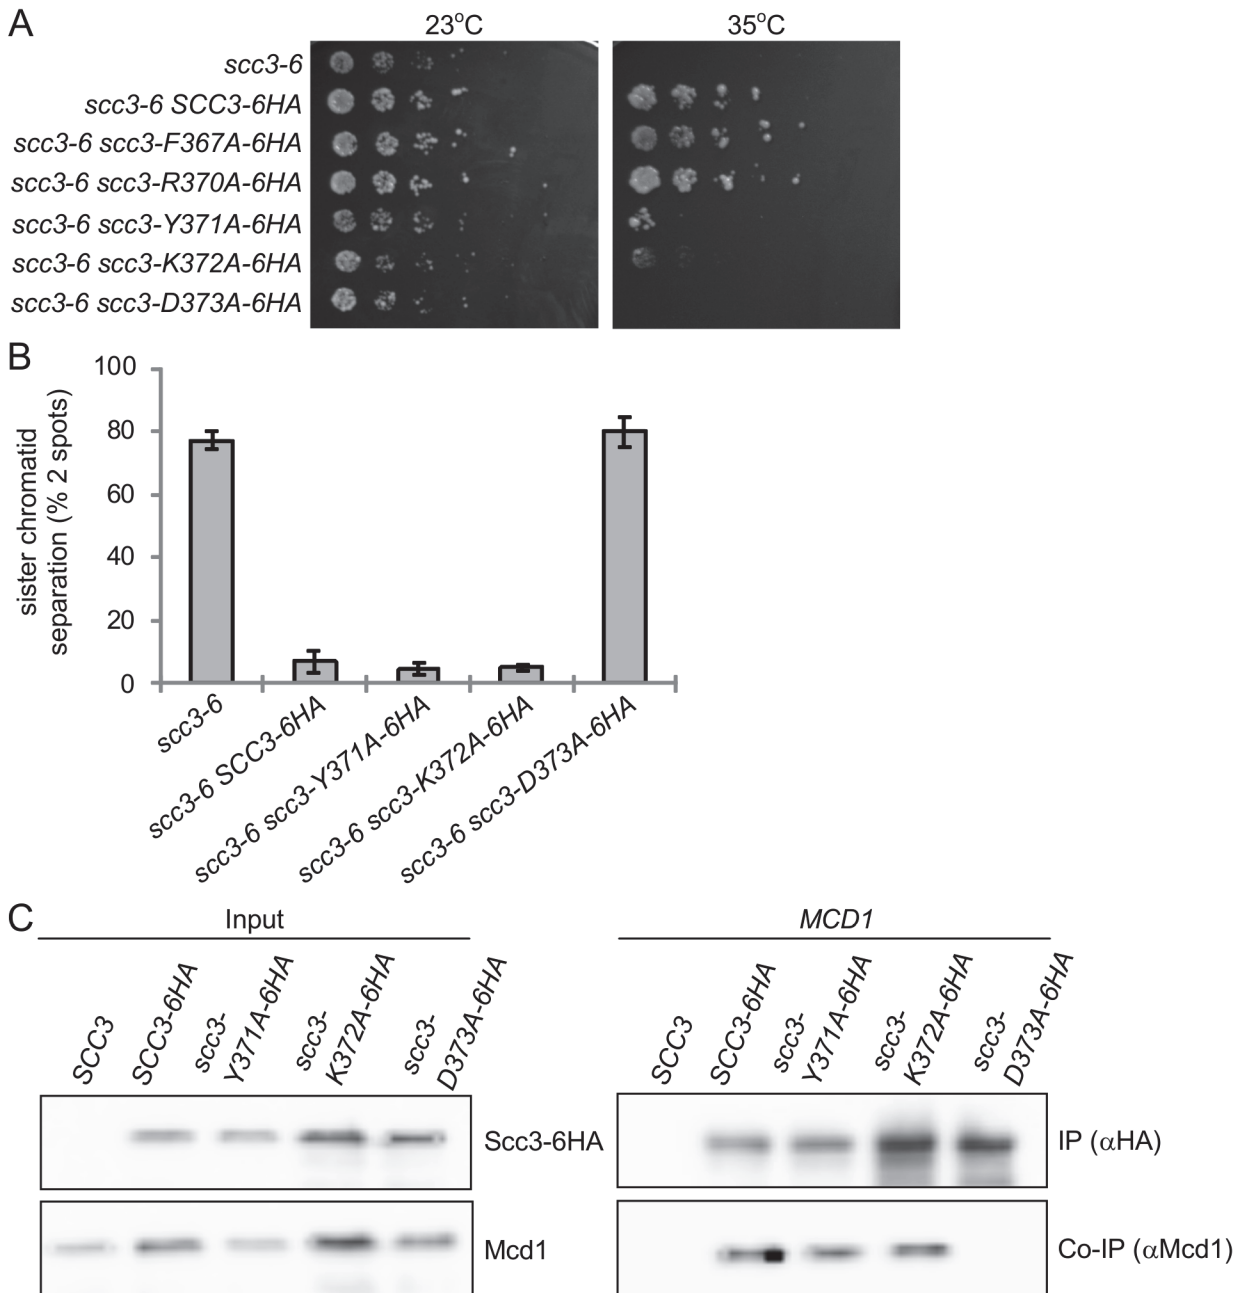 A
23°C
35°C
scc3-6
scc3-6 SCC3-6HA
scc3-6 scc3-F367A-6HA
scc3-6 scc3-R370A-6HA
scc3-6 scc3-Y371A-6HA
scc3-6 scc3-K372A-6HA
scc3-6 scc3-D373A-6HA
B
sister chromatid
separation (% 2 spots)
100
80
60
40
20
0
scc3-6
scc3-6 SCC3-6HA
scc3-6 scc3-Y371A-6HA
scc3-6 scc3-K372A-6HA
scc3-6 scc3-D373A-6HA
C
Input
SCC3
SCC3-6HA
scc3-
Y371A-6HA
scc3-
K372A-6HA
scc3-
D373A-6HA
Scc3-6HA
Mcd1
MCD1
SCC3
SCC3-6HA
scc3-
Y371A-6HA
scc3-
K372A-6HA
scc3-
D373A-6HA
IP (αHA)
Co-IP (αMcd1)